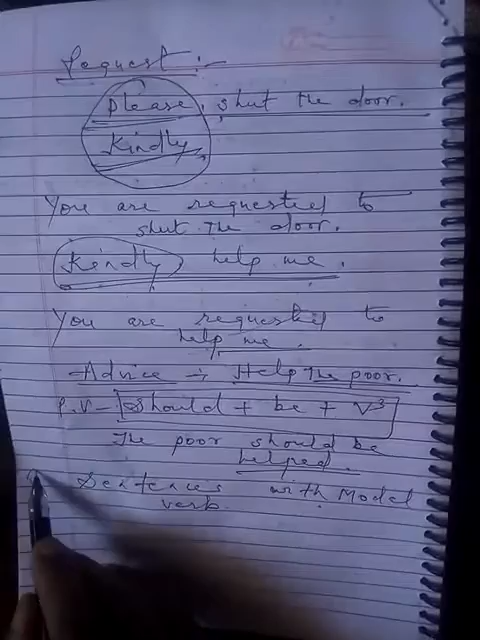 Request :-
Please, shut the door.
Kindly
You are requested to
shut the door.
Kindly help me.
You are requested to
help me.
Advice :- Help the poor.
P.V- Should + be + V³
The poor should be
helped.
Sentences with Model
verb